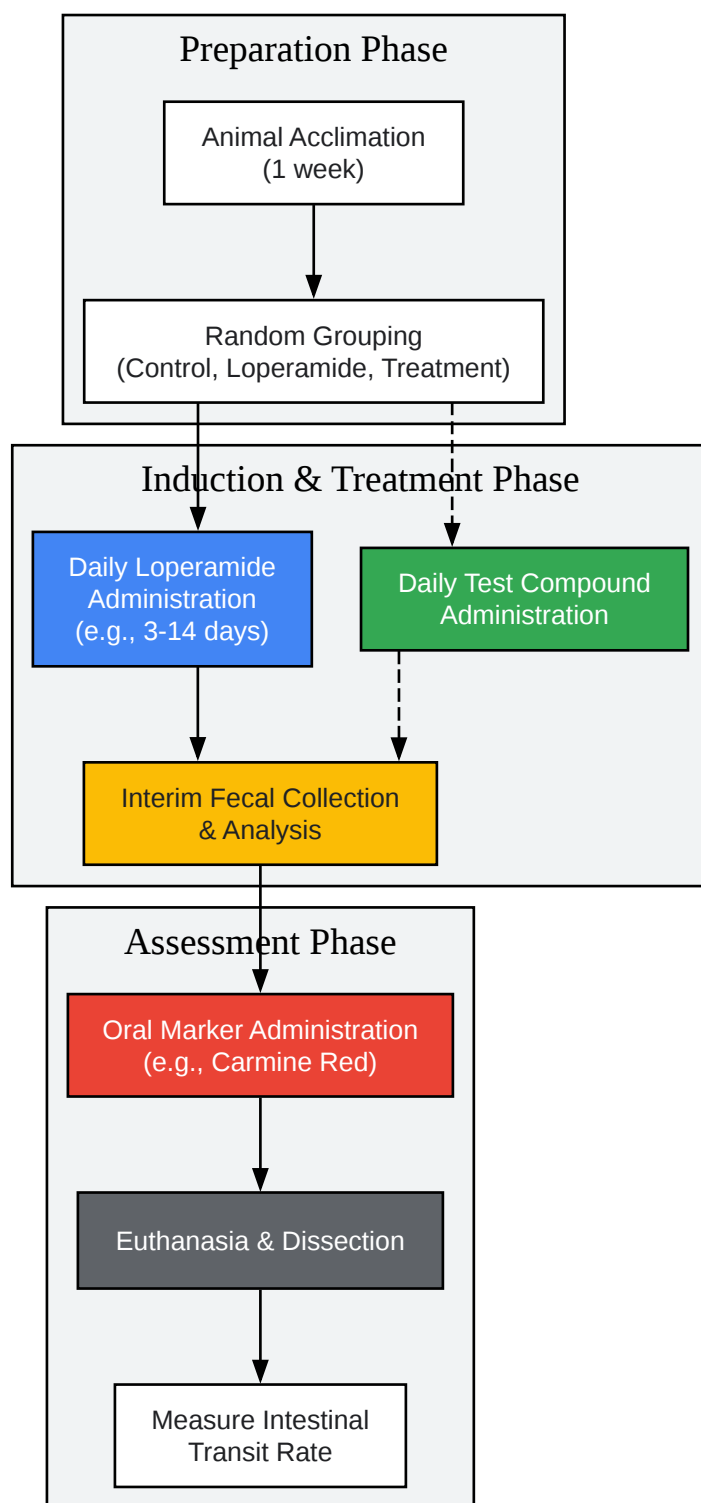 Preparation Phase
Animal Acclimation
(1 week)
Random Grouping
(Control, Loperamide, Treatment)
Induction & Treatment Phase
Daily Loperamide
Administration
(e.g., 3-14 days)
Daily Test Compound
Administration
Interim Fecal Collection
& Analysis
Assessment Phase
Oral Marker Administration
(e.g., Carmine Red)
Euthanasia & Dissection
Measure Intestinal
Transit Rate